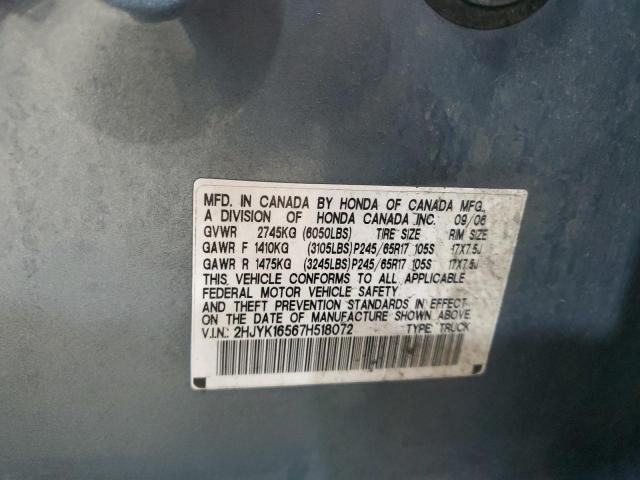 MFD. IN CANADA BY HONDA OF CANADA MFG.
A DIVISION OF HONDA CANADA INC. 09/06
GVWR 2745KG (6050LBS) TIRE SIZE RIM SIZE
GAWR F 1410KG (3105LBS) P245/65R17 105S 17X7.5J
GAWR R 1475KG (3245LBS) P245/65R17 105S 17X7.5J
THIS VEHICLE CONFORMS TO ALL APPLICABLE
FEDERAL MOTOR VEHICLE SAFETY
AND THEFT PREVENTION STANDARDS IN EFFECT
ON THE DATE OF MANUFACTURE SHOWN ABOVE.
V.I.N.: 2HJYK16567H518072 TYPE: TRUCK